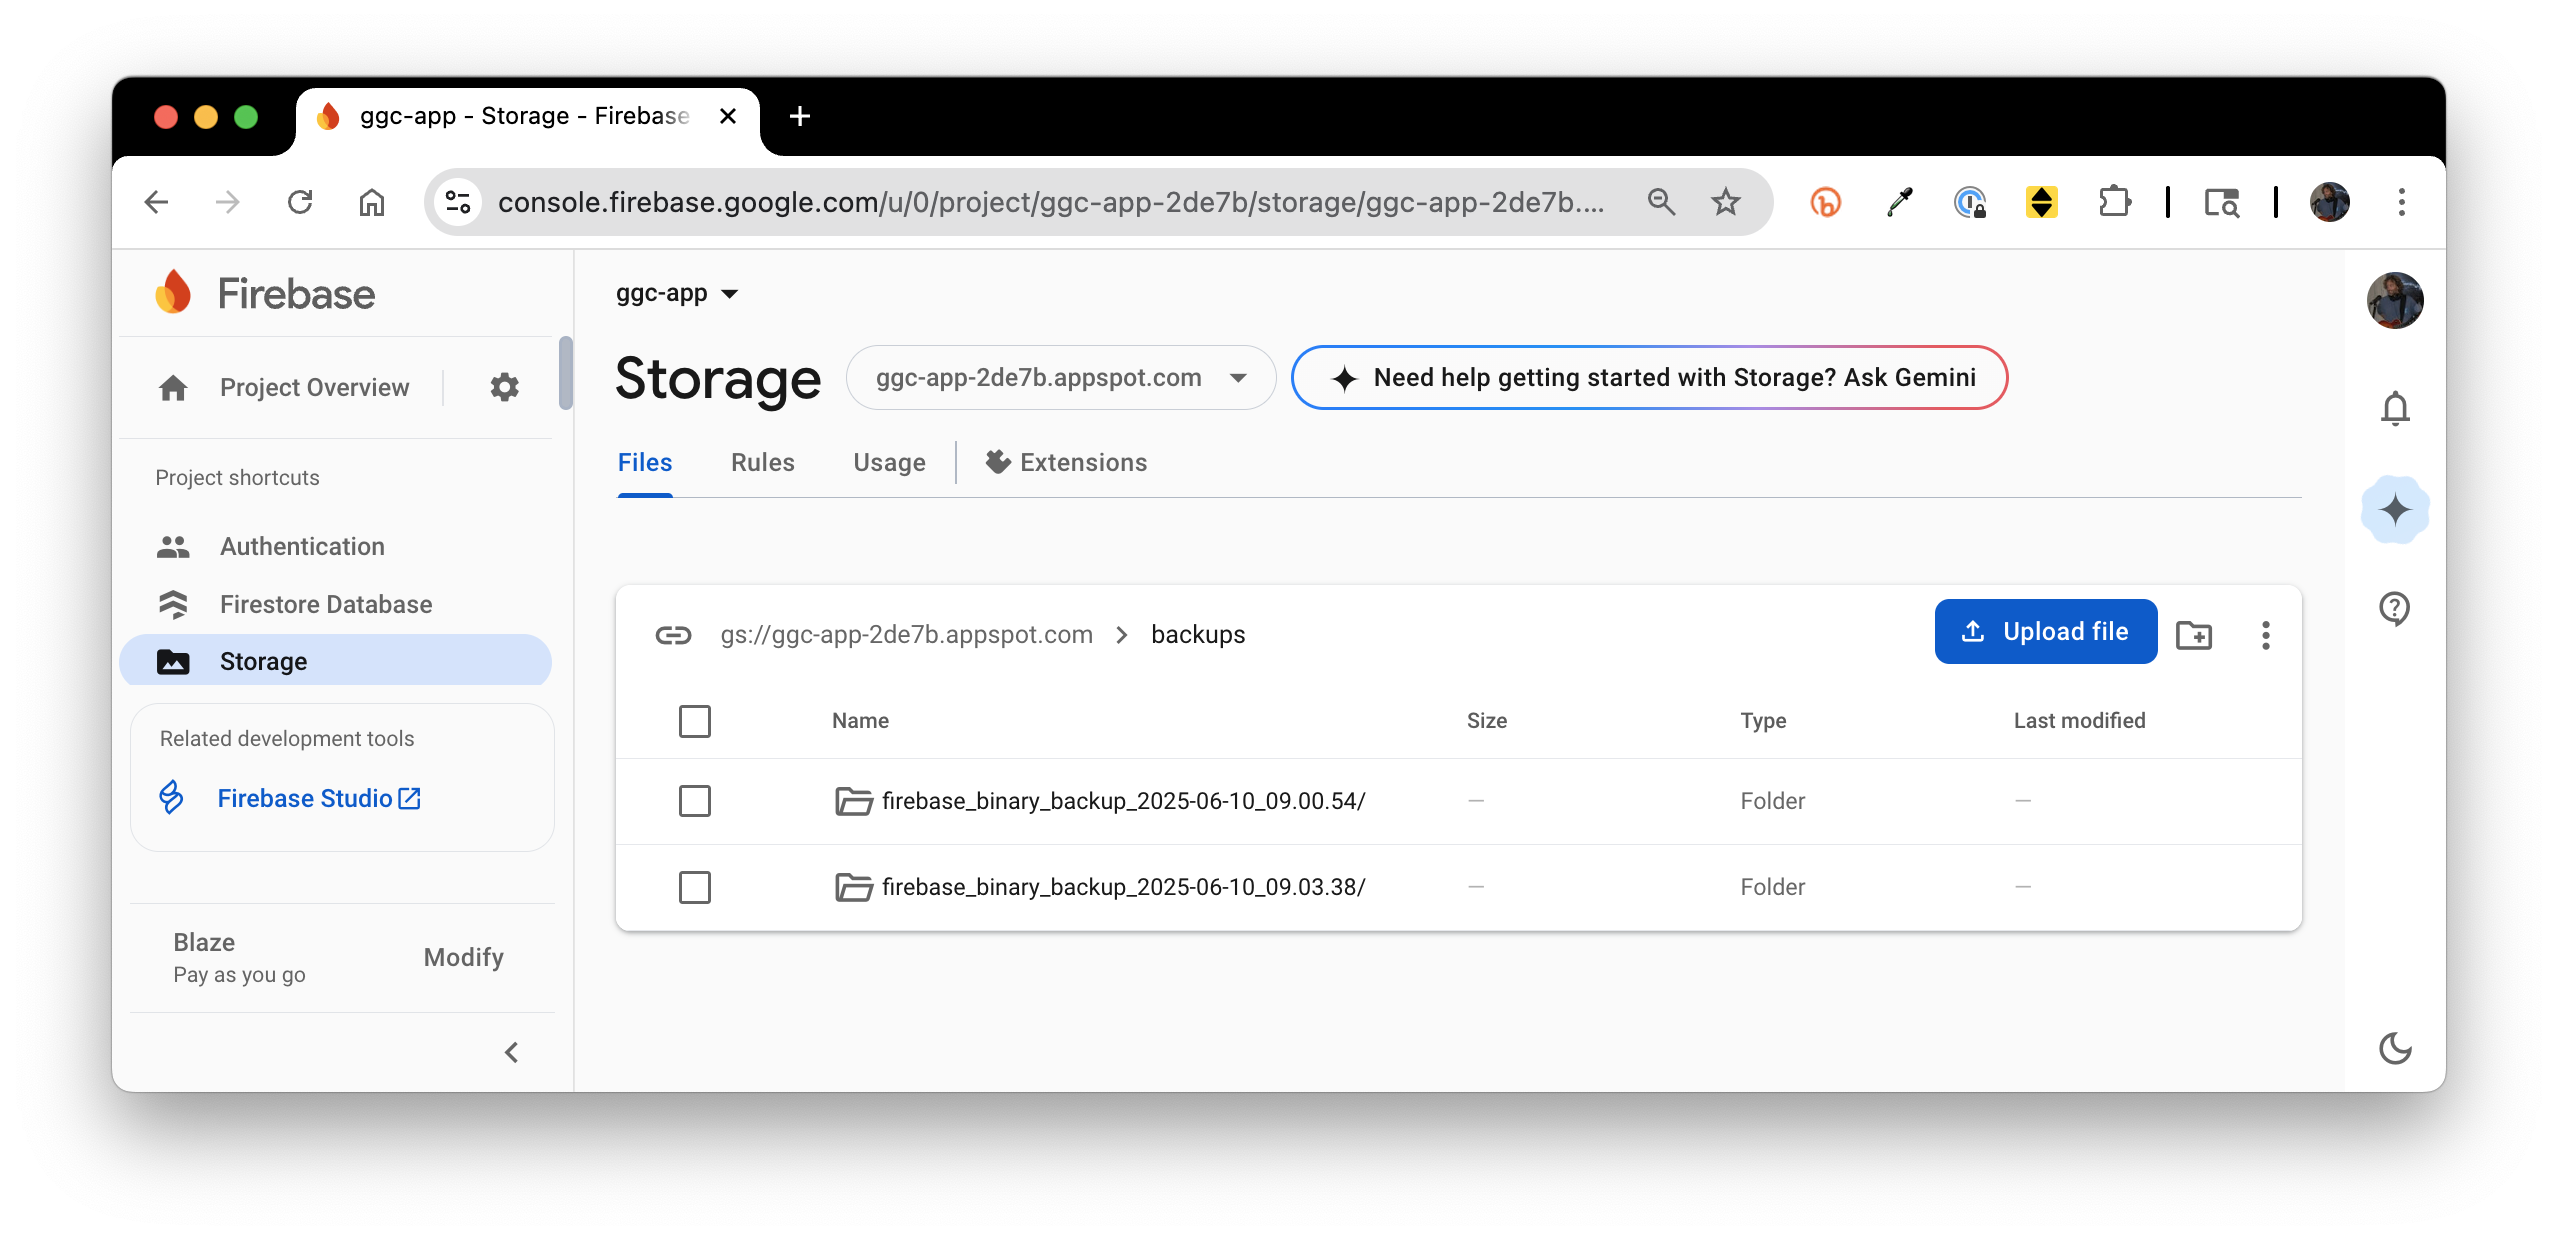 ggc-app - Storage - Firebase
console.firebase.google.com/u/0/project/ggc-app-2de7b/storage/ggc-app-2de7b....
Firebase
ggc-app
Project Overview
Storage
ggc-app-2de7b.appspot.com
Need help getting started with Storage? Ask Gemini
Files
Rules
Usage
Extensions
Project shortcuts
Authentication
Firestore Database
Storage
Related development tools
Firebase Studio
Blaze
Pay as you go
Modify
gs://ggc-app-2de7b.appspot.com > backups
Upload file
Name Size Type Last modified
firebase_binary_backup_2025-06-10_09.00.54/ — Folder —
firebase_binary_backup_2025-06-10_09.03.38/ — Folder —